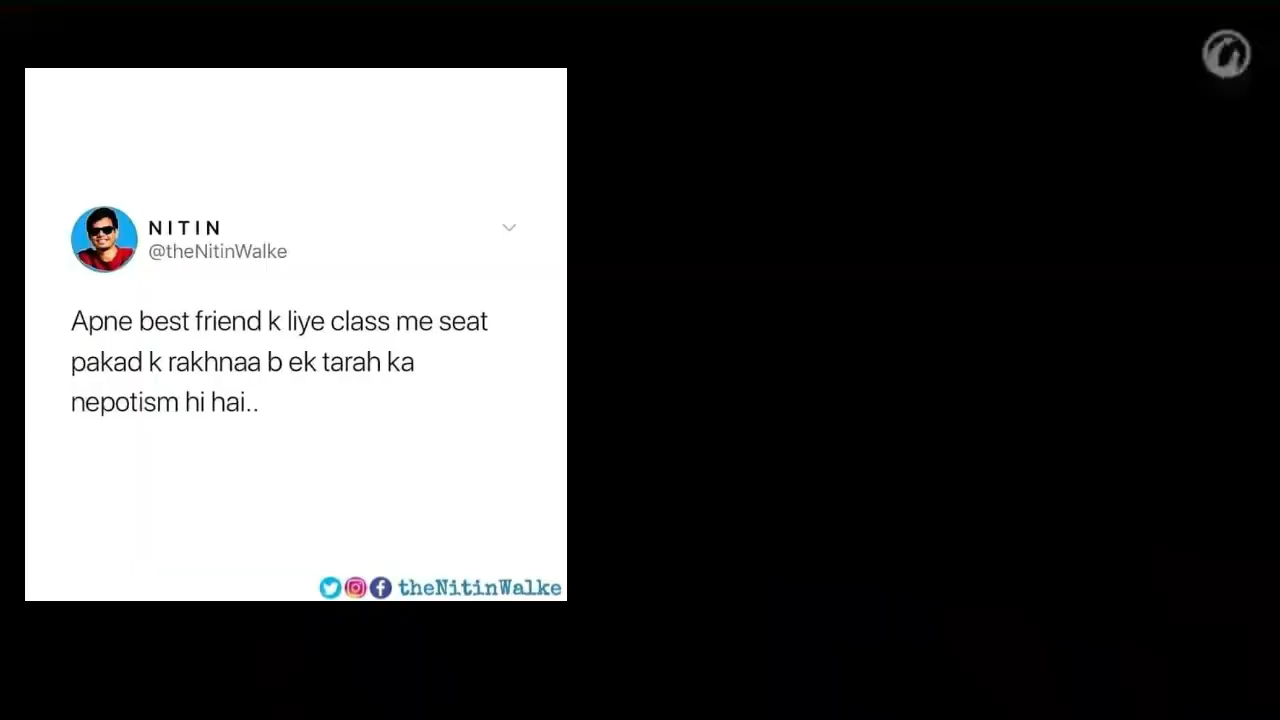 NITIN
@theNitinWalke
Apne best friend k liye class me seat
pakad k rakhnaa b ek tarah ka
nepotism hi hai..
theNitinWalke